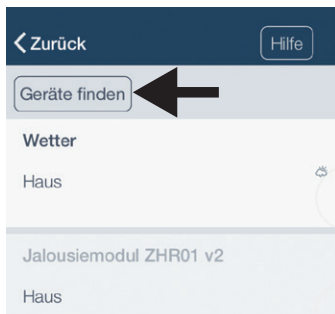 Zurück Hilfe
Geräte finden
Wetter
Haus
Jalousiemodul ZHR01 v2
Haus